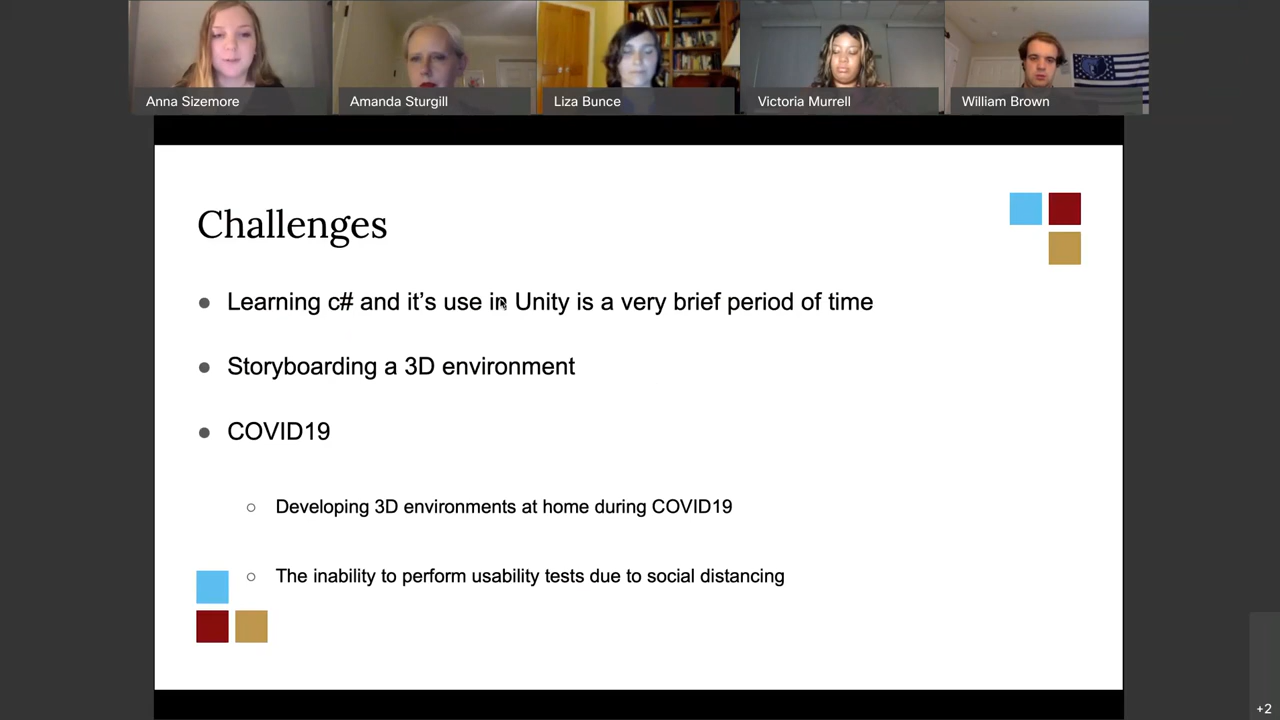 Anna Sizemore
Amanda Sturgill
Liza Bunce
Victoria Murrell
William Brown
Challenges
Learning c# and it's use in Unity is a very brief period of time
Storyboarding a 3D environment
COVID19
Developing 3D environments at home during COVID19
The inability to perform usability tests due to social distancing
+2